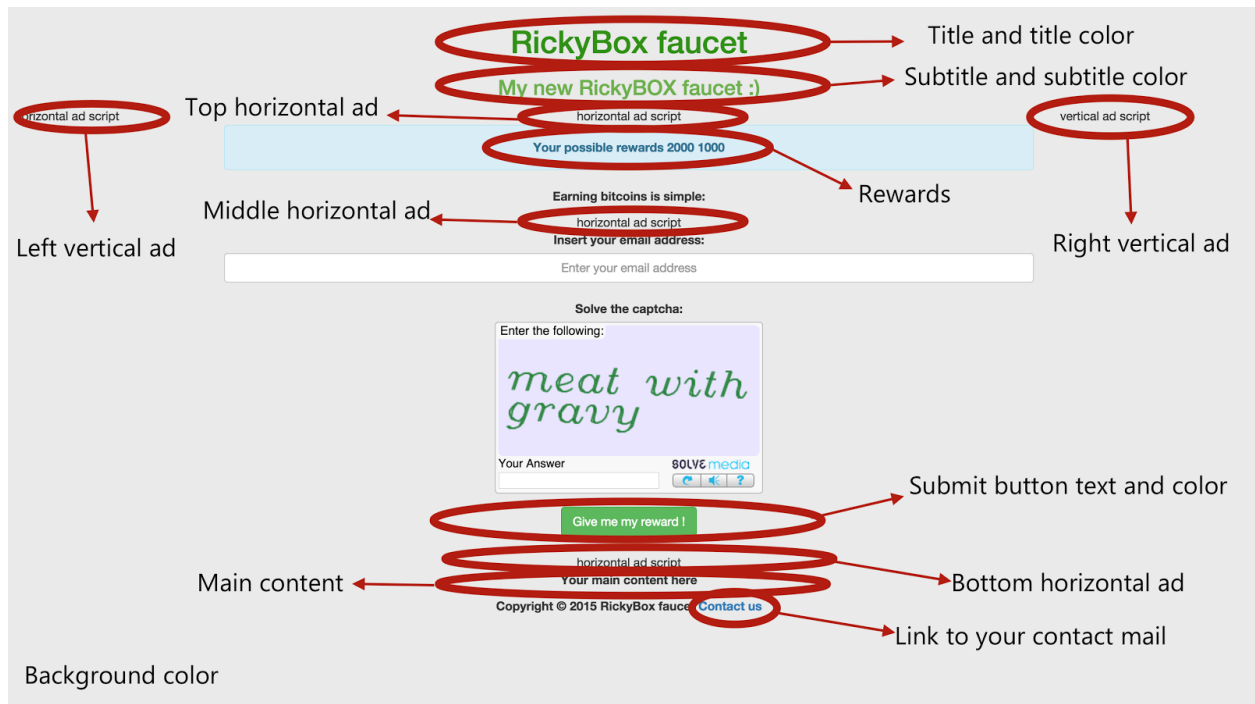 RickyBox faucet
Title and title color
My new RickyBOX faucet :)
Subtitle and subtitle color
Top horizontal ad
orizontal ad script
horizontal ad script
vertical ad script
Your possible rewards 2000 1000
Rewards
Earning bitcoins is simple:
Middle horizontal ad
horizontal ad script
Insert your email address:
Left vertical ad
Right vertical ad
Enter your email address
Solve the captcha:
Enter the following:
meat with
gravy
Your Answer
SOLVE media
?
Submit button text and color
Give me my reward !
horizontal ad script
Main content
Your main content here
Bottom horizontal ad
Copyright © 2015 RickyBox fauce Contact us
Link to your contact mail
Background color